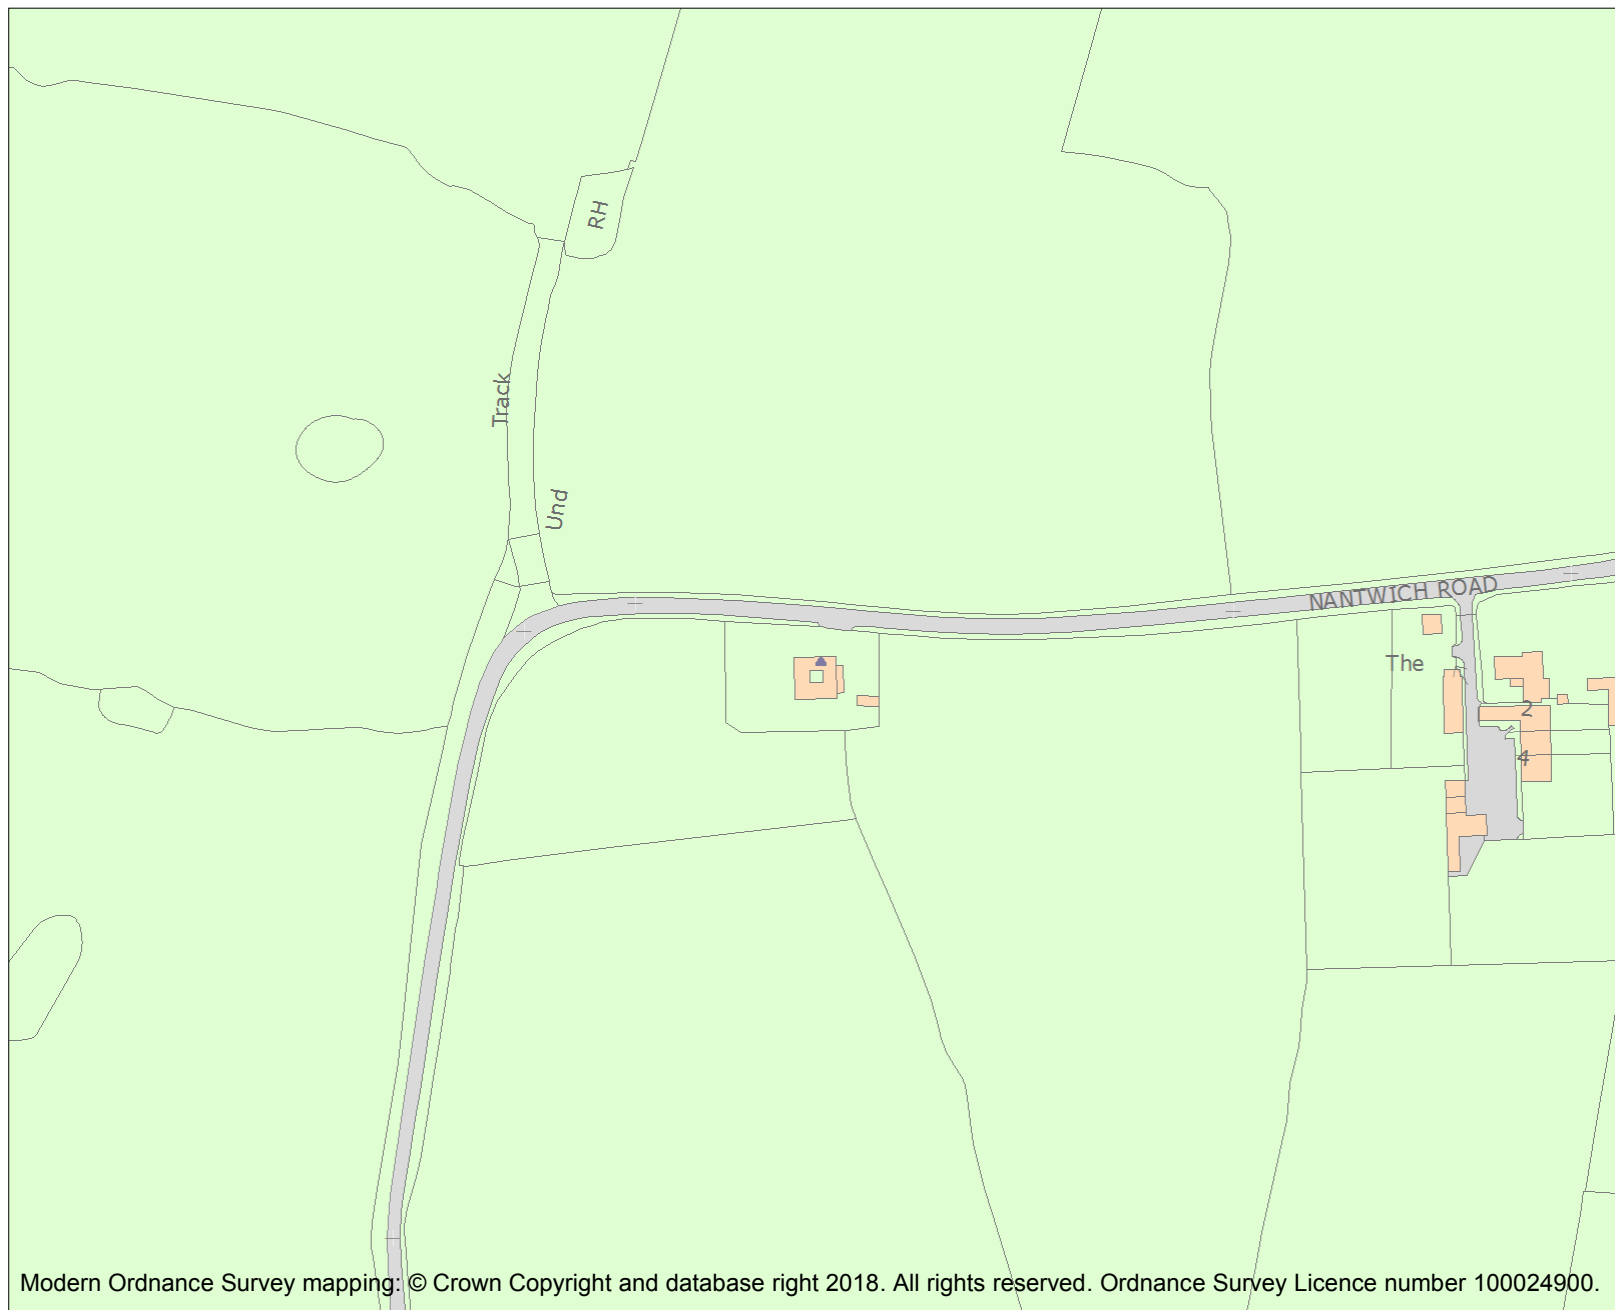 RH
Track
Und
NANTWICH ROAD
The
2
4
Modern Ordnance Survey mapping: © Crown Copyright and database right 2018. All rights reserved. Ordnance Survey Licence number 100024900.